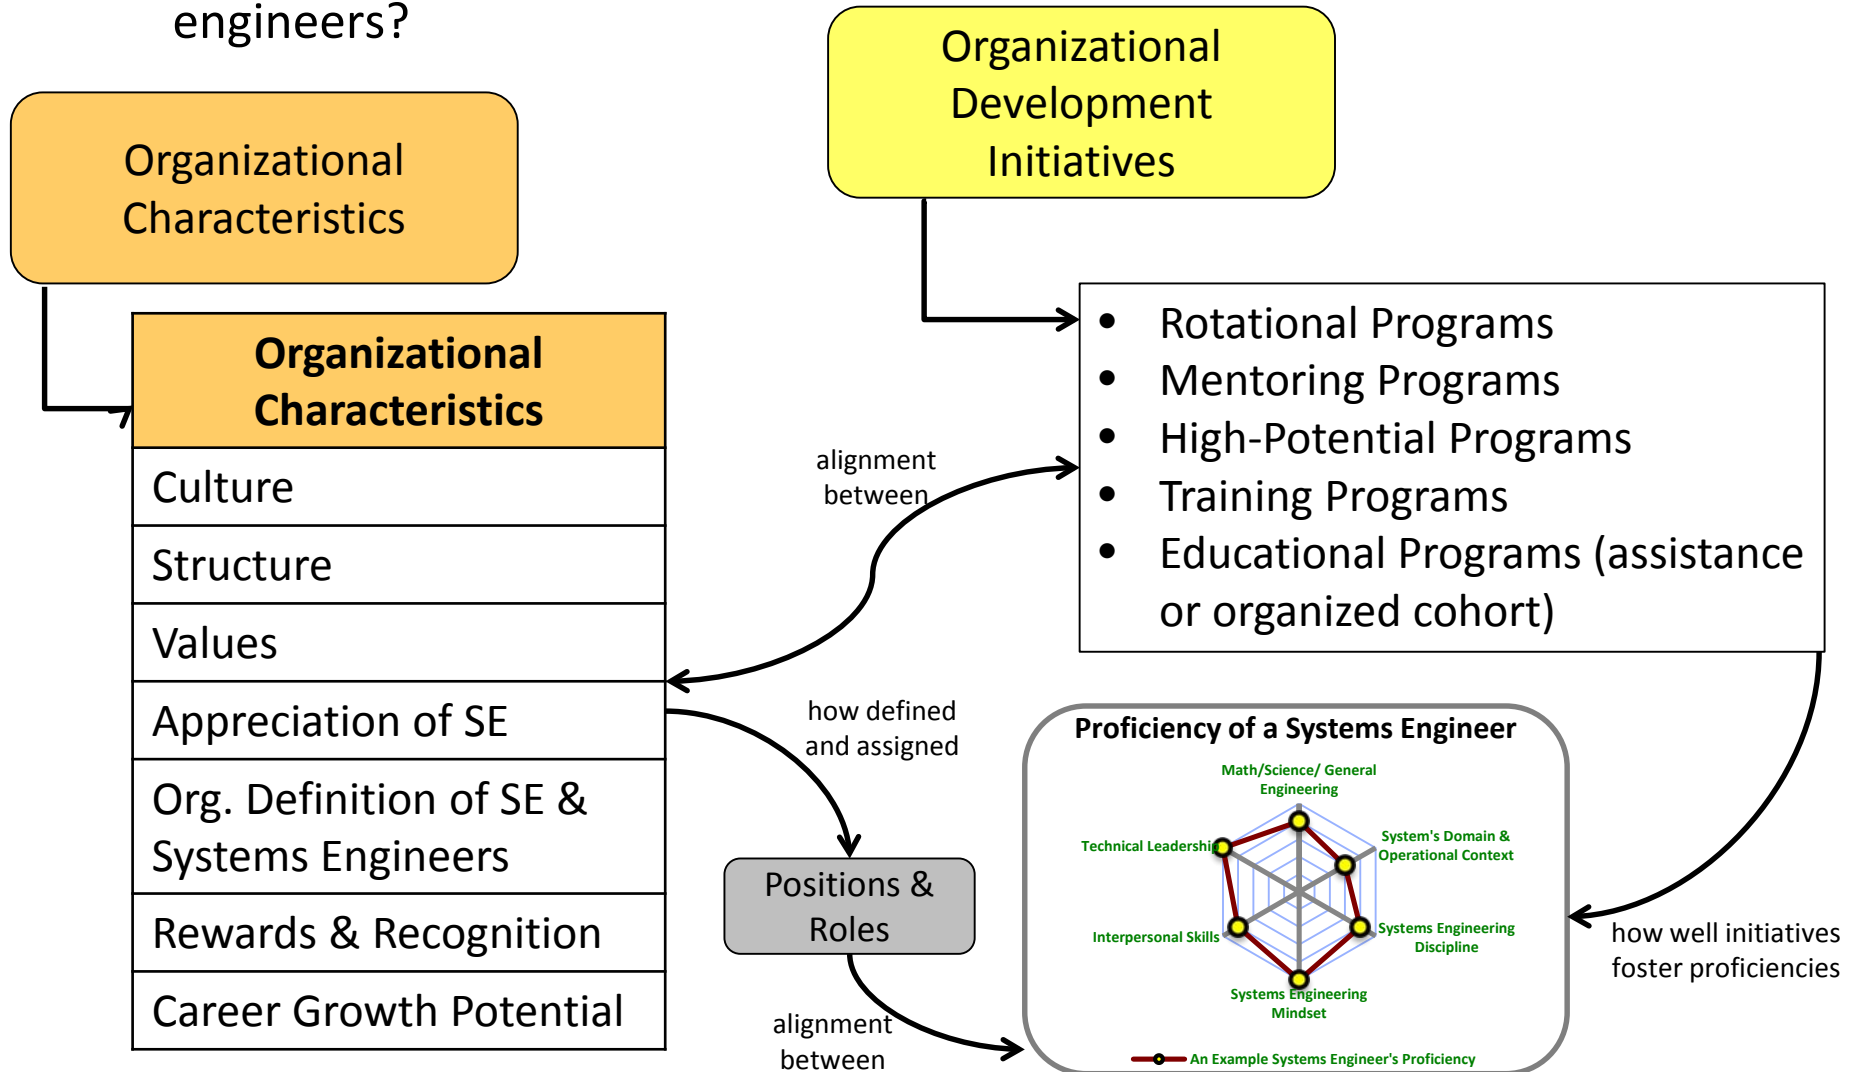 engineers?
Organizational
Characteristics
Organizational
Development
Initiatives
Organizational
Characteristics
Culture
Structure
Values
Appreciation of SE
Org. Definition of SE &
Systems Engineers
Rewards & Recognition
Career Growth Potential
• Rotational Programs
• Mentoring Programs
• High-Potential Programs
• Training Programs
• Educational Programs (assistance
or organized cohort)
alignment
between
how defined
and assigned
Positions &
Roles
alignment
between
Proficiency of a Systems Engineer
Math/Science/ General
Engineering
System's Domain &
Operational Context
Technical Leadership
Interpersonal Skills
Systems Engineering
Discipline
Systems Engineering
Mindset
An Example Systems Engineer's Proficiency
how well initiatives
foster proficiencies